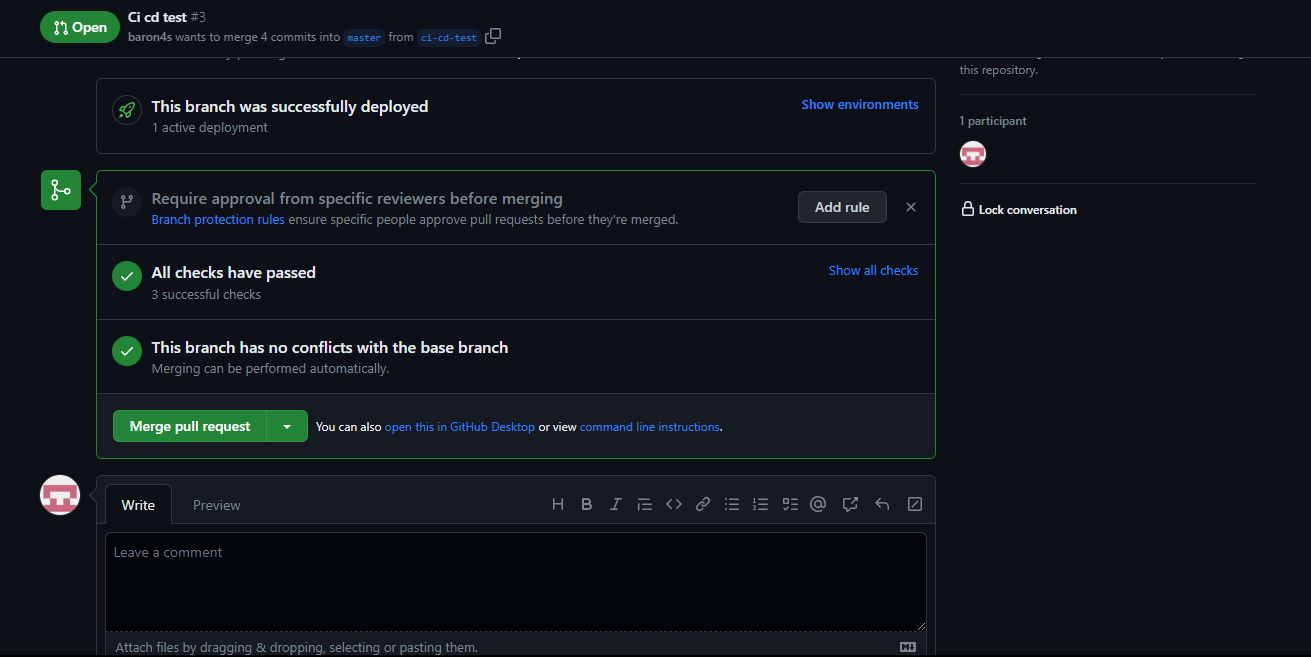 Open
Ci cd test #3
baron4s wants to merge 4 commits into master from ci-cd-test
this repository.
This branch was successfully deployed
Show environments
1 active deployment
1 participant
Require approval from specific reviewers before merging
Branch protection rules ensure specific people approve pull requests before they're merged.
Add rule
Lock conversation
All checks have passed
Show all checks
3 successful checks
This branch has no conflicts with the base branch
Merging can be performed automatically.
Merge pull request
You can also open this in GitHub Desktop or view command line instructions.
Write
Preview
Leave a comment
Attach files by dragging & dropping, selecting or pasting them.